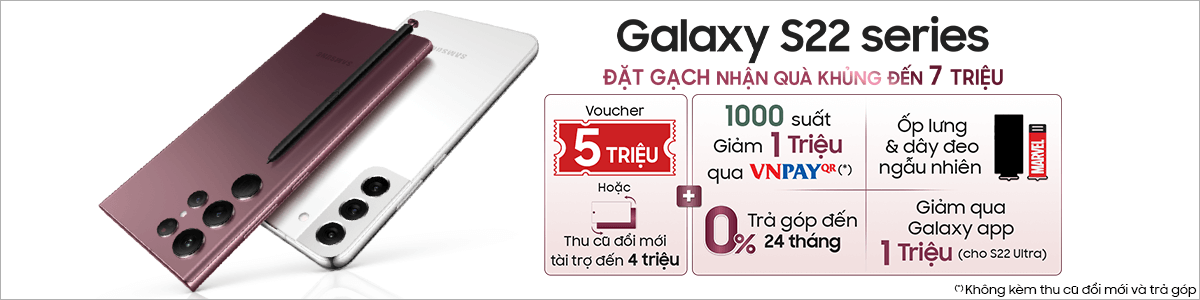 SAMSUNG
SAMSUNG
Galaxy S22 series
ĐẶT GẠCH NHẬN QUÀ KHỦNG ĐẾN 7 TRIỆU
Voucher
5 TRIỆU
Hoặc
Thu cũ đổi mới
tài trợ đến 4 triệu
+
1000 suất
Giảm 1 Triệu
qua VNPAYQR(*)
Ốp lưng
& dây đeo
ngẫu nhiên
MARVEL
0% Trả góp đến
24 tháng
Giảm qua
Galaxy app
1 Triệu (cho S22 Ultra)
(*) Không kèm thu cũ đổi mới và trả góp